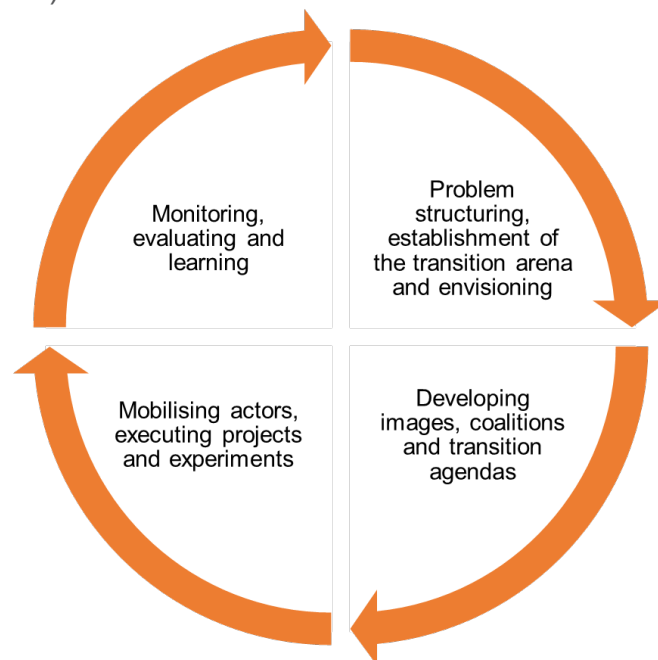 Monitoring,
evaluating and
learning
Problem
structuring,
establishment of
the transition arena
and envisioning
Mobilising actors,
executing projects
and experiments
Developing
images, coalitions
and transition
agendas